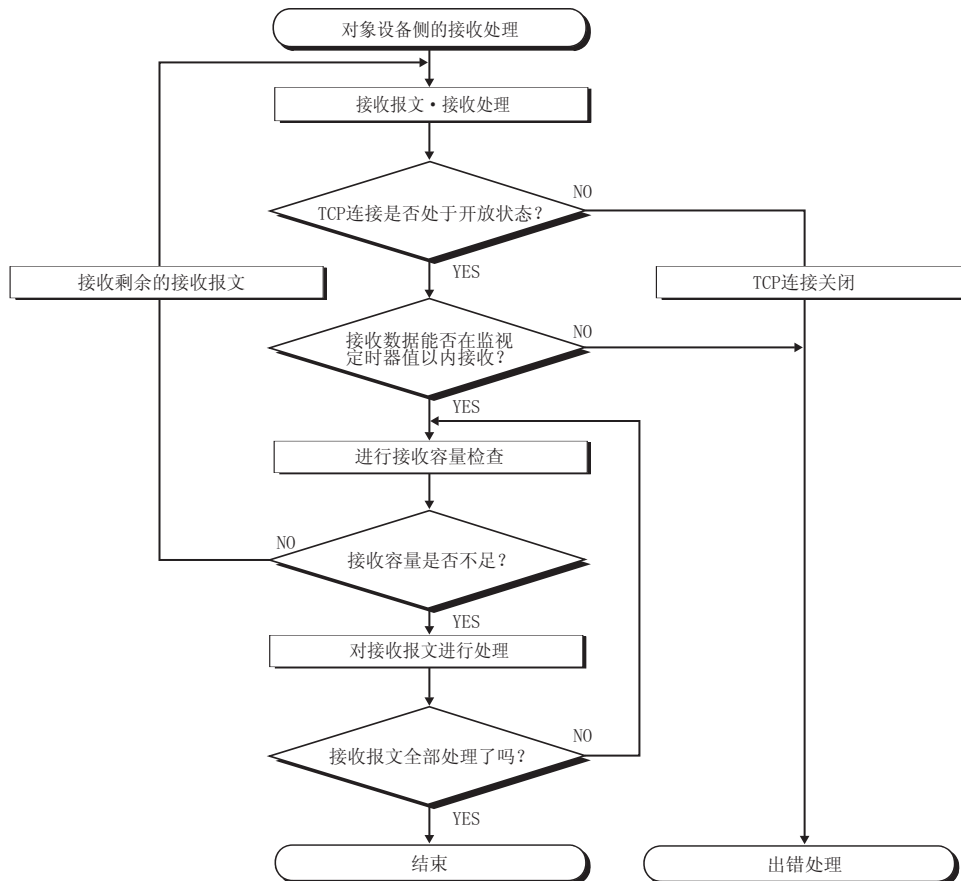 对象设备侧的接收处理
接收报文·接收处理
NO
TCP连接是否处于开放状态？
YES
接收剩余的接收报文
TCP连接关闭
接收数据能否在监视
定时器值以内接收？
NO
YES
进行接收容量检查
NO
接收容量是否不足？
YES
对接收报文进行处理
NO
接收报文全部处理了吗？
YES
结束
出错处理